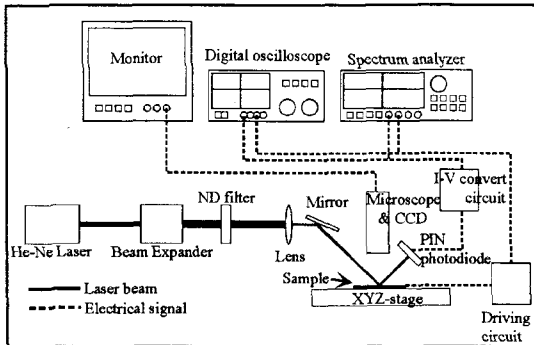 Monitor
Digital oscilloscope
Spectrum analyzer
I-V convert
circuit
Microscope
& CCD
ND filter
Mirror
PIN
photodiode
He-Ne Laser
Beam Expander
Lens
Sample
XYZ-stage
Laser beam
Electrical signal
Driving
circuit